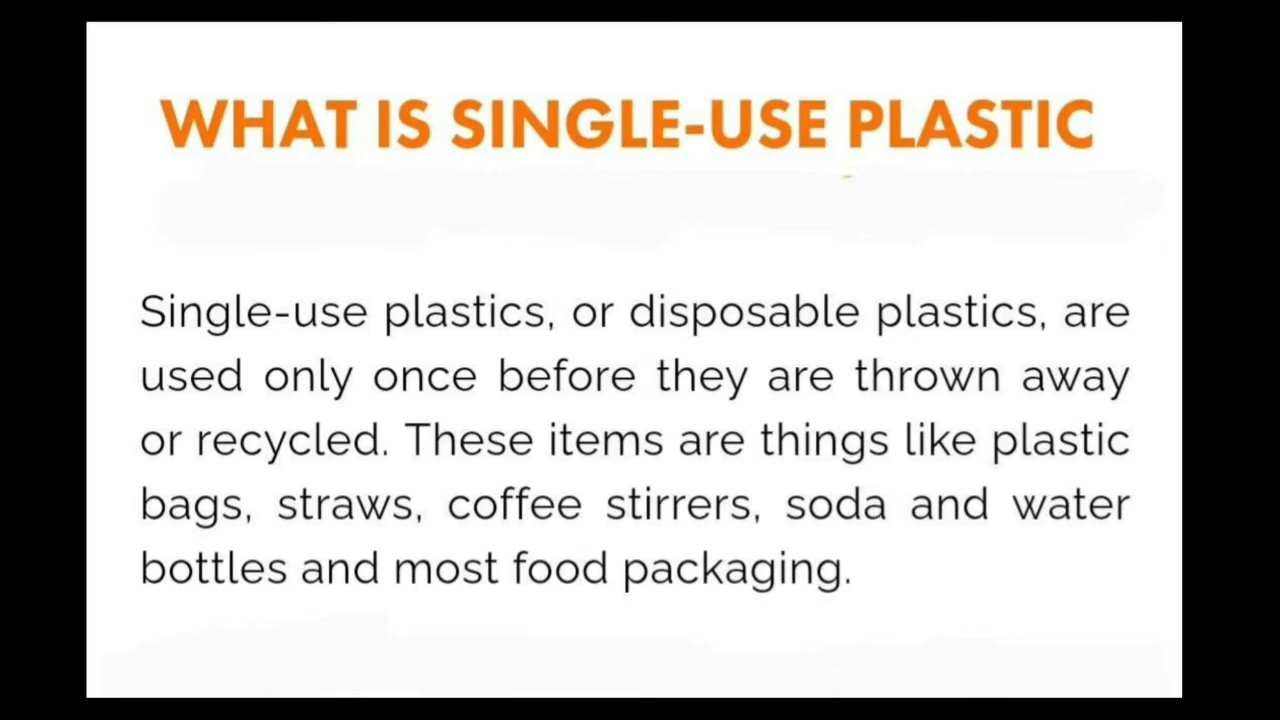 WHAT IS SINGLE-USE PLASTIC
Single-use plastics, or disposable plastics, are
used only once before they are thrown away
or recycled. These items are things like plastic
bags, straws, coffee stirrers, soda and water
bottles and most food packaging.